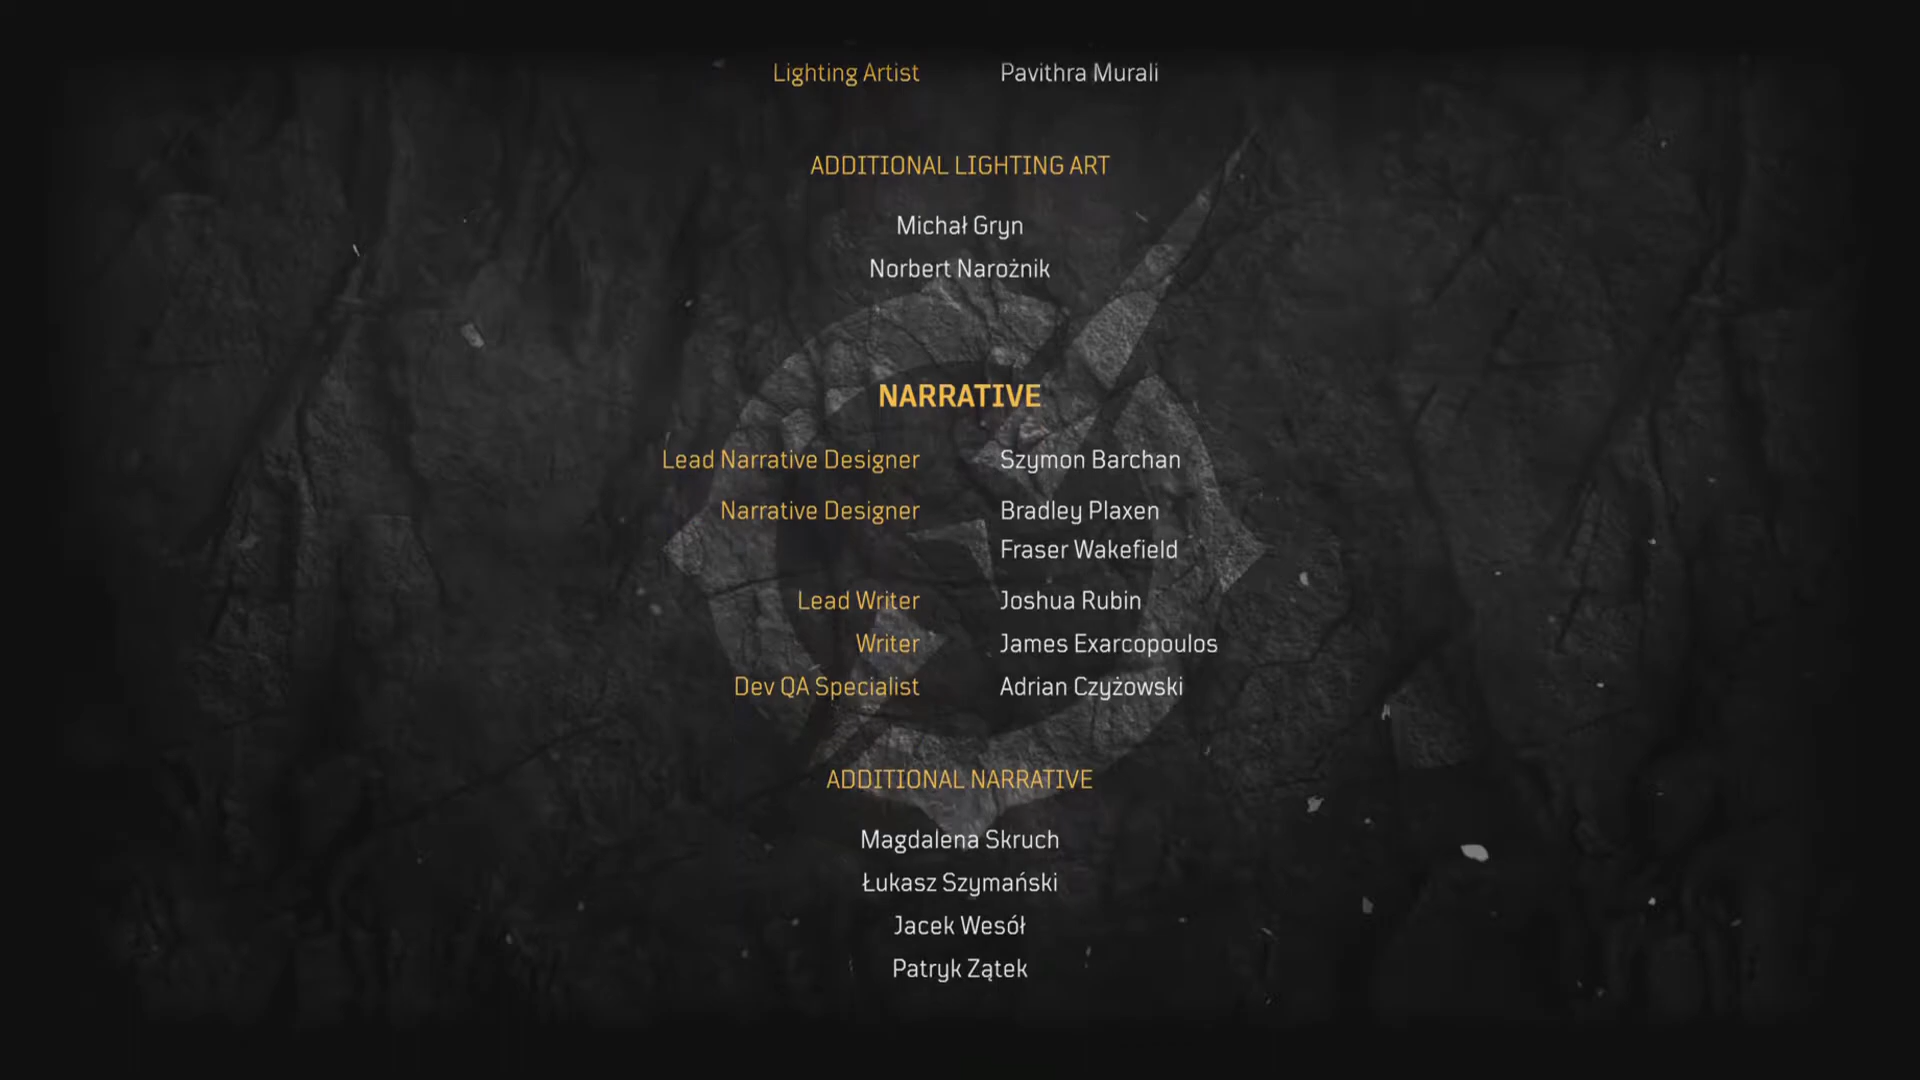 Lighting Artist Pavithra Murali
ADDITIONAL LIGHTING ART
Michał Gryn
Norbert Narożnik
NARRATIVE
Lead Narrative Designer Szymon Barchan
Narrative Designer Bradley Plaxen
Fraser Wakefield
Lead Writer Joshua Rubin
Writer James Exarcopoulos
Dev QA Specialist Adrian Czyżowski
ADDITIONAL NARRATIVE
Magdalena Skruch
Łukasz Szymański
Jacek Wesół
Patryk Zątek